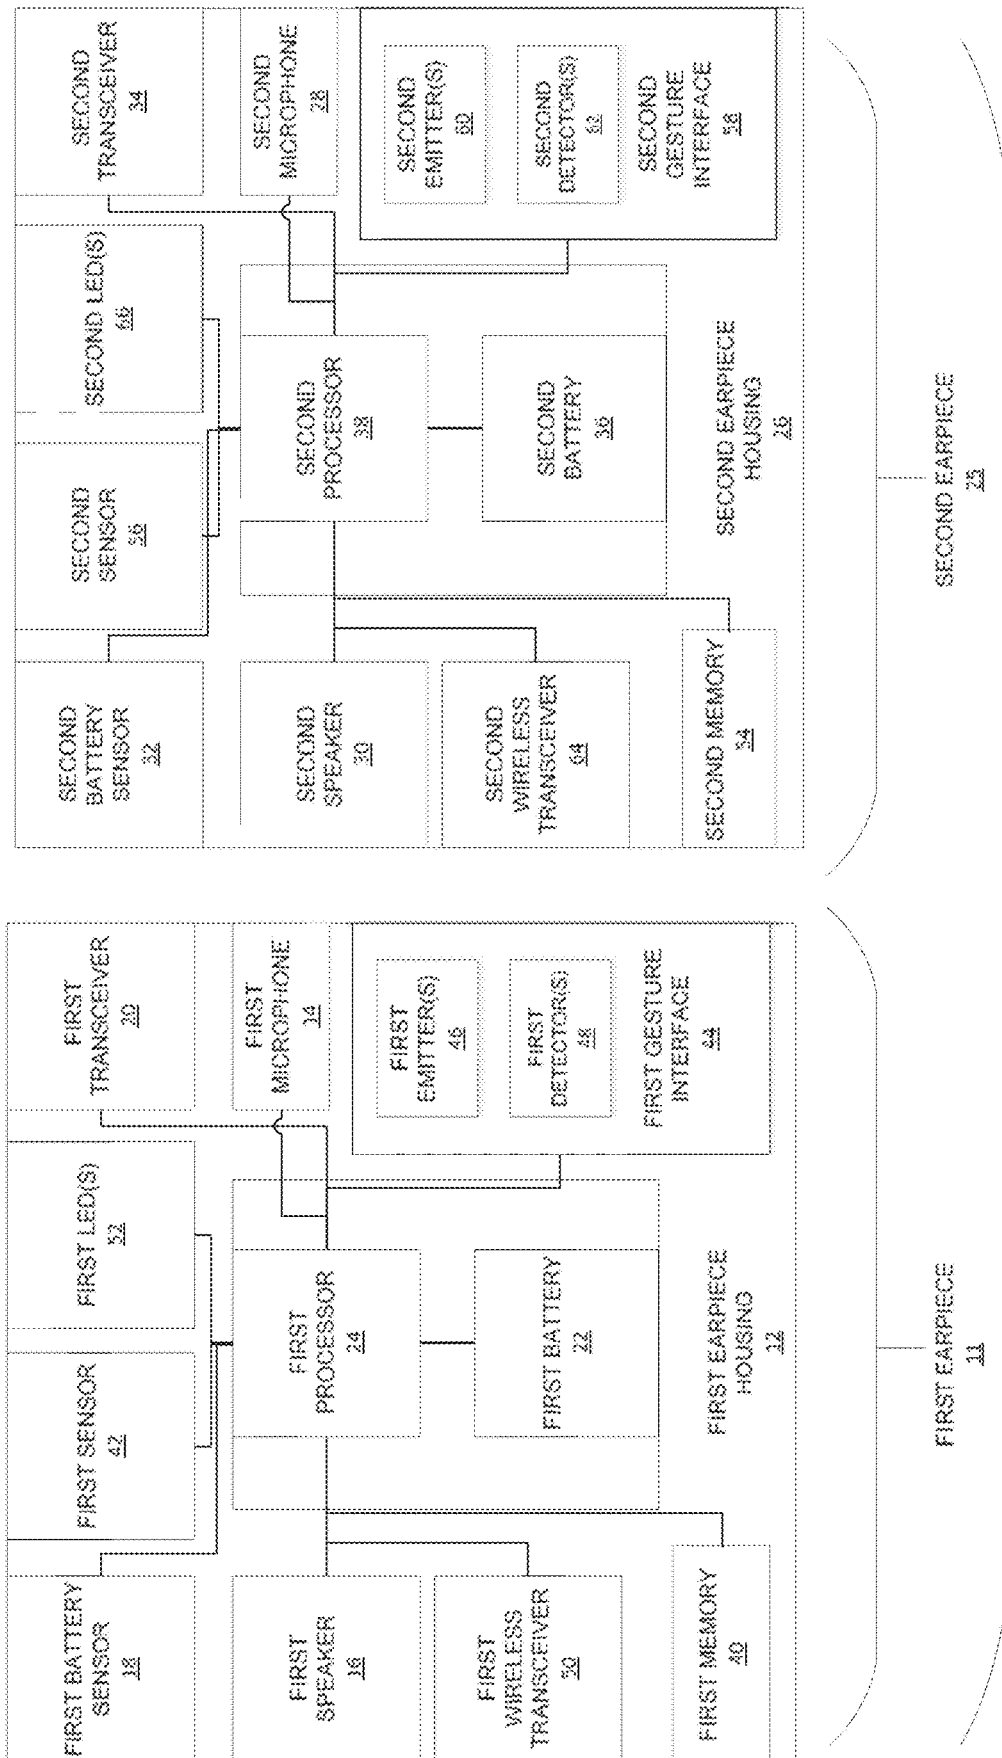 FIRST BATTERY
SENSOR
18
FIRST SENSOR
42
FIRST LED(S)
52
FIRST
TRANSCEIVER
20
FIRST
SPEAKER
16
FIRST
PROCESSOR
24
FIRST
MICROPHONE
14
FIRST
WIRELESS
TRANSCEIVER
50
FIRST BATTERY
22
FIRST
EMITTER(S)
46
FIRST
DETECTOR(S)
48
FIRST GESTURE
INTERFACE
44
FIRST MEMORY
40
FIRST EARPIECE
HOUSING
12
FIRST EARPIECE
11
SECOND
BATTERY
SENSOR
32
SECOND
SENSOR
56
SECOND LED(S)
66
SECOND
TRANSCEIVER
34
SECOND
SPEAKER
30
SECOND
PROCESSOR
38
SECOND
MICROPHONE
28
SECOND
WIRELESS
TRANSCEIVER
64
SECOND
BATTERY
36
SECOND
EMITTER(S)
60
SECOND
DETECTOR(S)
62
SECOND
GESTURE
INTERFACE
58
SECOND MEMORY
54
SECOND EARPIECE
HOUSING
26
SECOND EARPIECE
25